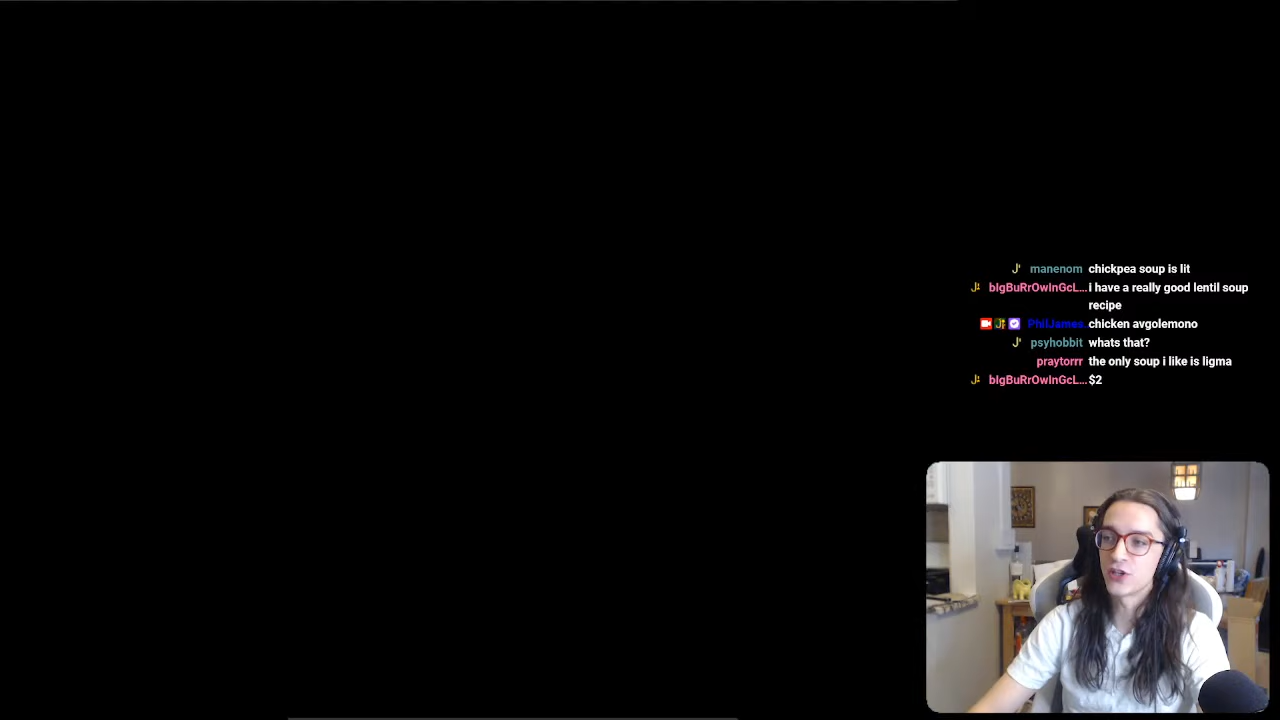 manenom chickpea soup is lit
bIgBuRrOwInGcL... i have a really good lentil soup
recipe
PhilJames... chicken avgolemono
psyhobbit whats that?
praytorrr the only soup i like is ligma
bIgBuRrOwInGcL... $2